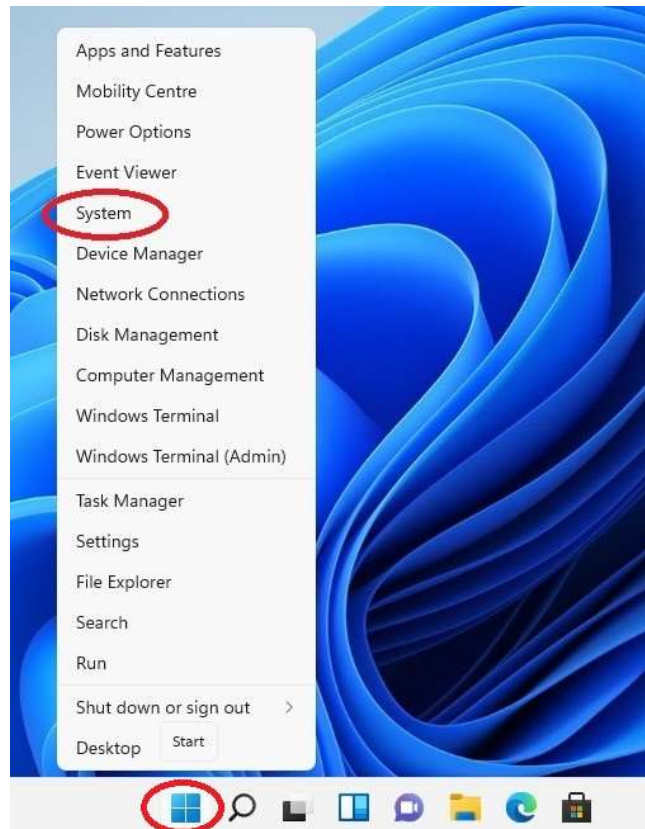 Apps and Features
Mobility Centre
Power Options
Event Viewer
System
Device Manager
Network Connections
Disk Management
Computer Management
Windows Terminal
Windows Terminal (Admin)
Task Manager
Settings
File Explorer
Search
Run
Shut down or sign out
Desktop
Start